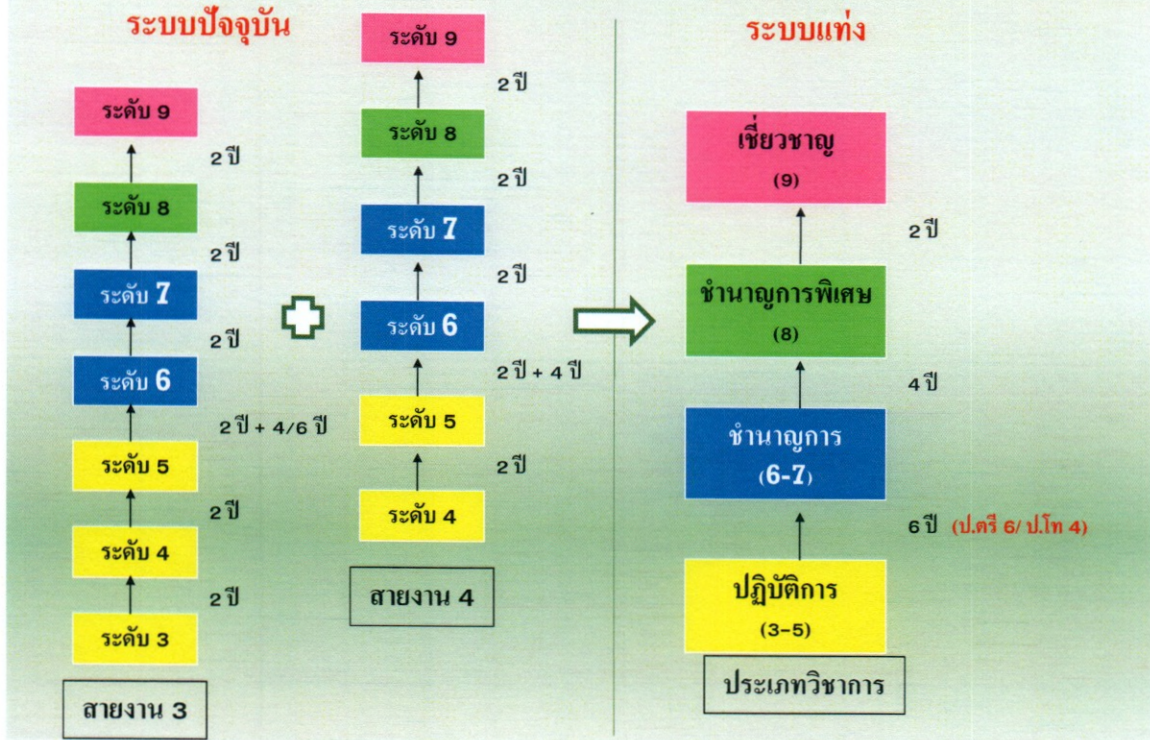 ระบบปัจจุบัน
ระดับ 9
2 ปี
ระดับ 8
2 ปี
ระดับ 7
2 ปี
ระดับ 6
2 ปี + 4/6 ปี
ระดับ 5
2 ปี
ระดับ 4
2 ปี
ระดับ 3
สายงาน 3
ระดับ 9
2 ปี
ระดับ 8
2 ปี
ระดับ 7
2 ปี
ระดับ 6
2 ปี + 4 ปี
ระดับ 5
2 ปี
ระดับ 4
สายงาน 4
ระบบแท่ง
เชี่ยวชาญ
(9)
2 ปี
ชำนาญการพิเศษ
(8)
4 ปี
ชำนาญการ
(6-7)
6 ปี (ป.ตรี 6/ ป.โท 4)
ปฏิบัติการ
(3-5)
ประเภทวิชาการ